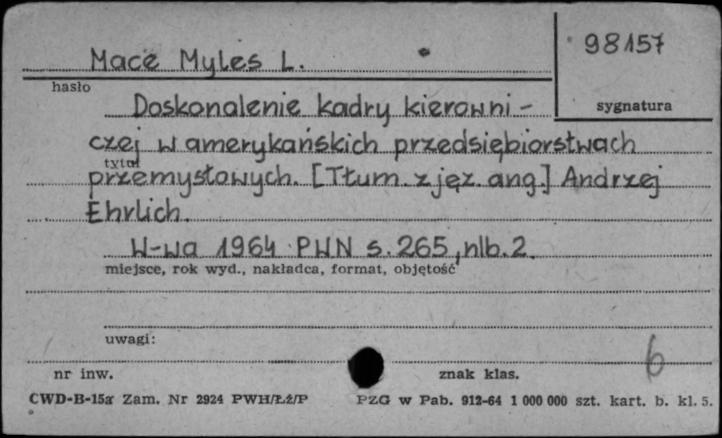 98157
Mace Myles L.
hasło
sygnatura
Doskonalenie kadry kierowni-
czej w amerykańskich przedsiębiorstwach
tytuł
przemysłowych. [Tłum. z jęz. ang.] Andrzej
Ehrlich.
W-wa 1964 PWN s. 265, nlb. 2.
miejsce, rok wyd., nakładca, format, objętość
uwagi:
6
nr inw.
znak klas.
CWD-B-15a Zam. Nr 2924 PWH/Łź/P
PZG w Pab. 912-64 1 000 000 szt. kart. b. kl. 5.